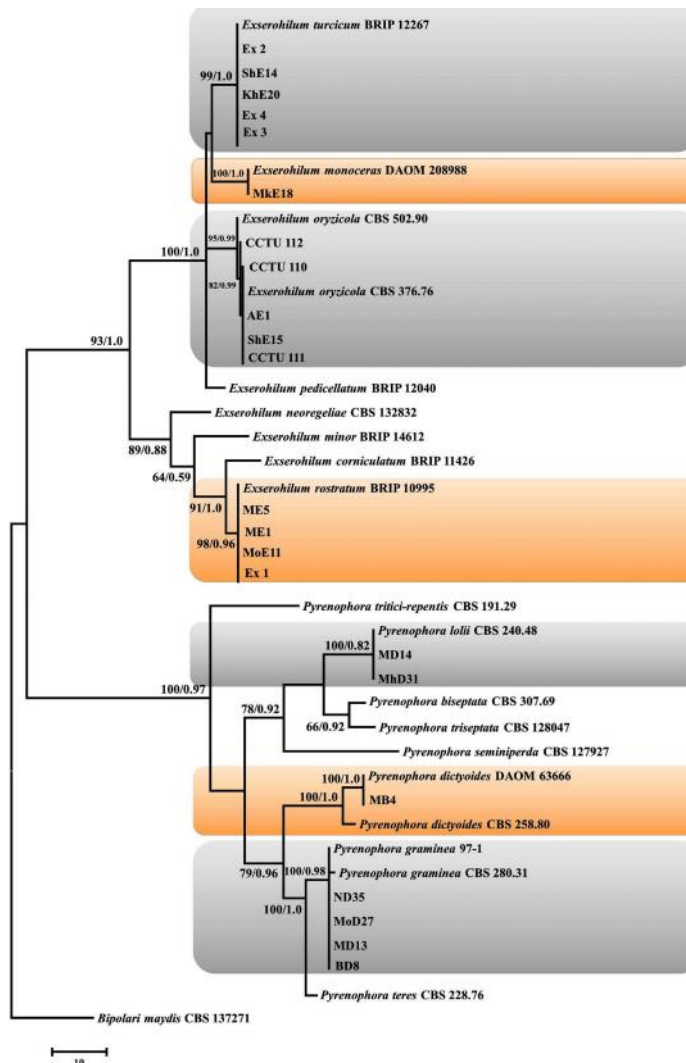 Exserohilum turcicum BRIP 12267
Ex 2
99/1.0
ShE14
KhE20
Ex 4
Ex 3
100/1.0
Exserohilum monoceras DAOM 208988
MkE18
Exserohilum oryzicola CBS 502.90
95/0.99
CCTU 112
100/1.0
CCTU 110
82/0.99
Exserohilum oryzicola CBS 376.76
AE1
ShE15
93/1.0
CCTU 111
Exserohilum pedicellatum BRIP 12040
Exserohilum neoregeliae CBS 132832
89/0.88
Exserohilum minor BRIP 14612
64/0.59
Exserohilum corniculatum BRIP 11426
Exserohilum rostratum BRIP 10995
91/1.0
ME5
ME1
98/0.96
MoE11
Ex 1
Pyrenophora tritici-repentis CBS 191.29
Pyrenophora lolii CBS 240.48
100/0.82
MD14
MhD31
100/0.97
78/0.92
Pyrenophora biseptata CBS 307.69
66/0.92
Pyrenophora triseptata CBS 128047
Pyrenophora seminiperda CBS 127927
100/1.0
Pyrenophora dictyoides DAOM 63666
100/1.0
MB4
Pyrenophora dictyoides CBS 258.80
Pyrenophora graminea 97-1
79/0.96
100/0.98
Pyrenophora graminea CBS 280.31
ND35
100/1.0
MoD27
MD13
BD8
Pyrenophora teres CBS 228.76
Bipolari maydis CBS 137271
10